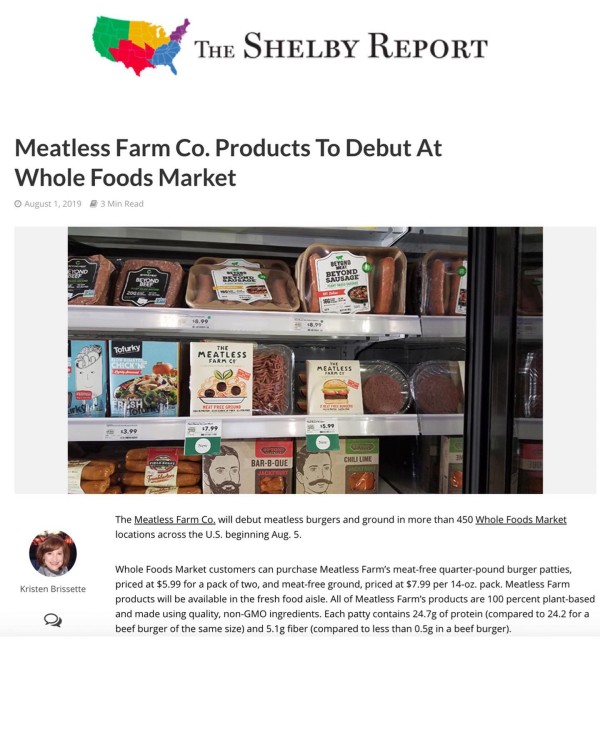 THE SHELBY REPORT
Meatless Farm Co. Products To Debut At
Whole Foods Market
August 1, 2019 3 Min Read
BEYOND
BEEF
BEYOND
BEEF
BEYOND
SAUSAGE
BEYOND
MEAT
BEYOND
SAUSAGE
$8.99
$8.99
Tofurky
CHICK'N
THE
MEATLESS
FARM CO
MEAT FREE GROUND
THE
MEATLESS
FARM CO
$3.99
$7.99
$5.99
New
New
BAR-B-QUE
CHILI LIME
The Meatless Farm Co. will debut meatless burgers and ground in more than 450 Whole Foods Market
locations across the U.S. beginning Aug. 5.
Kristen Brissette
Whole Foods Market customers can purchase Meatless Farm’s meat-free quarter-pound burger patties,
priced at $5.99 for a pack of two, and meat-free ground, priced at $7.99 per 14-oz. pack. Meatless Farm
products will be available in the fresh food aisle. All of Meatless Farm’s products are 100 percent plant-based
and made using quality, non-GMO ingredients. Each patty contains 24.7g of protein (compared to 24.2 for a
beef burger of the same size) and 5.1g fiber (compared to less than 0.5g in a beef burger).